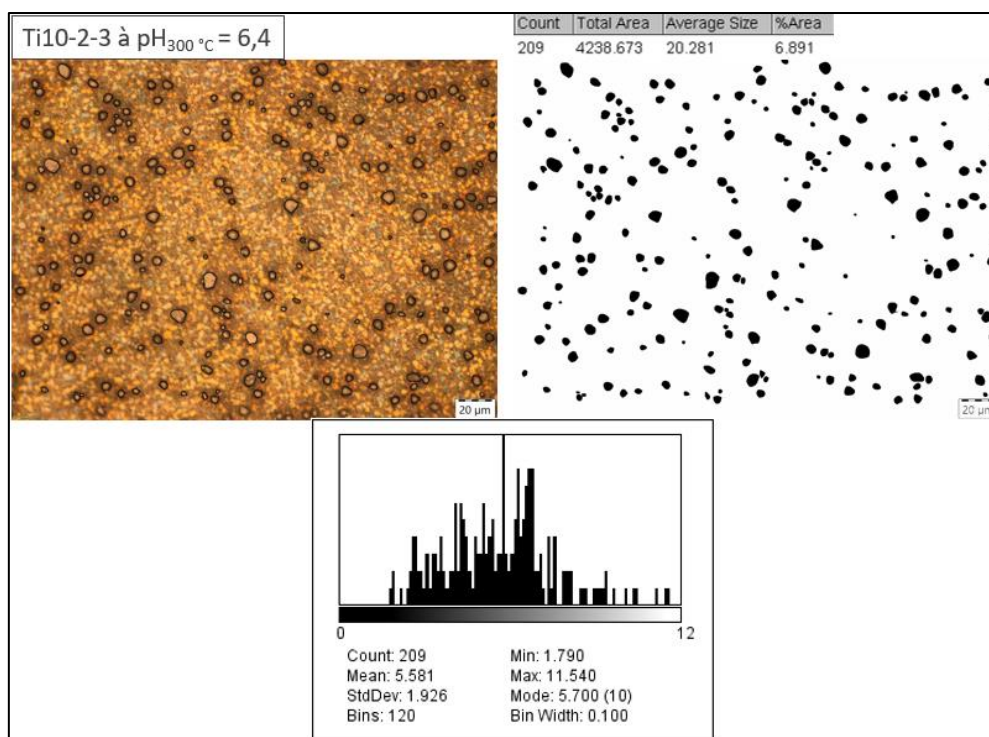 Ti10-2-3 à pH300 °C = 6,4
Count Total Area Average Size %Area
209 4238.673 20.281 6.891
20 µm
20 µm
0 12
Count: 209 Min: 1.790
Mean: 5.581 Max: 11.540
StdDev: 1.926 Mode: 5.700 (10)
Bins: 120 Bin Width: 0.100